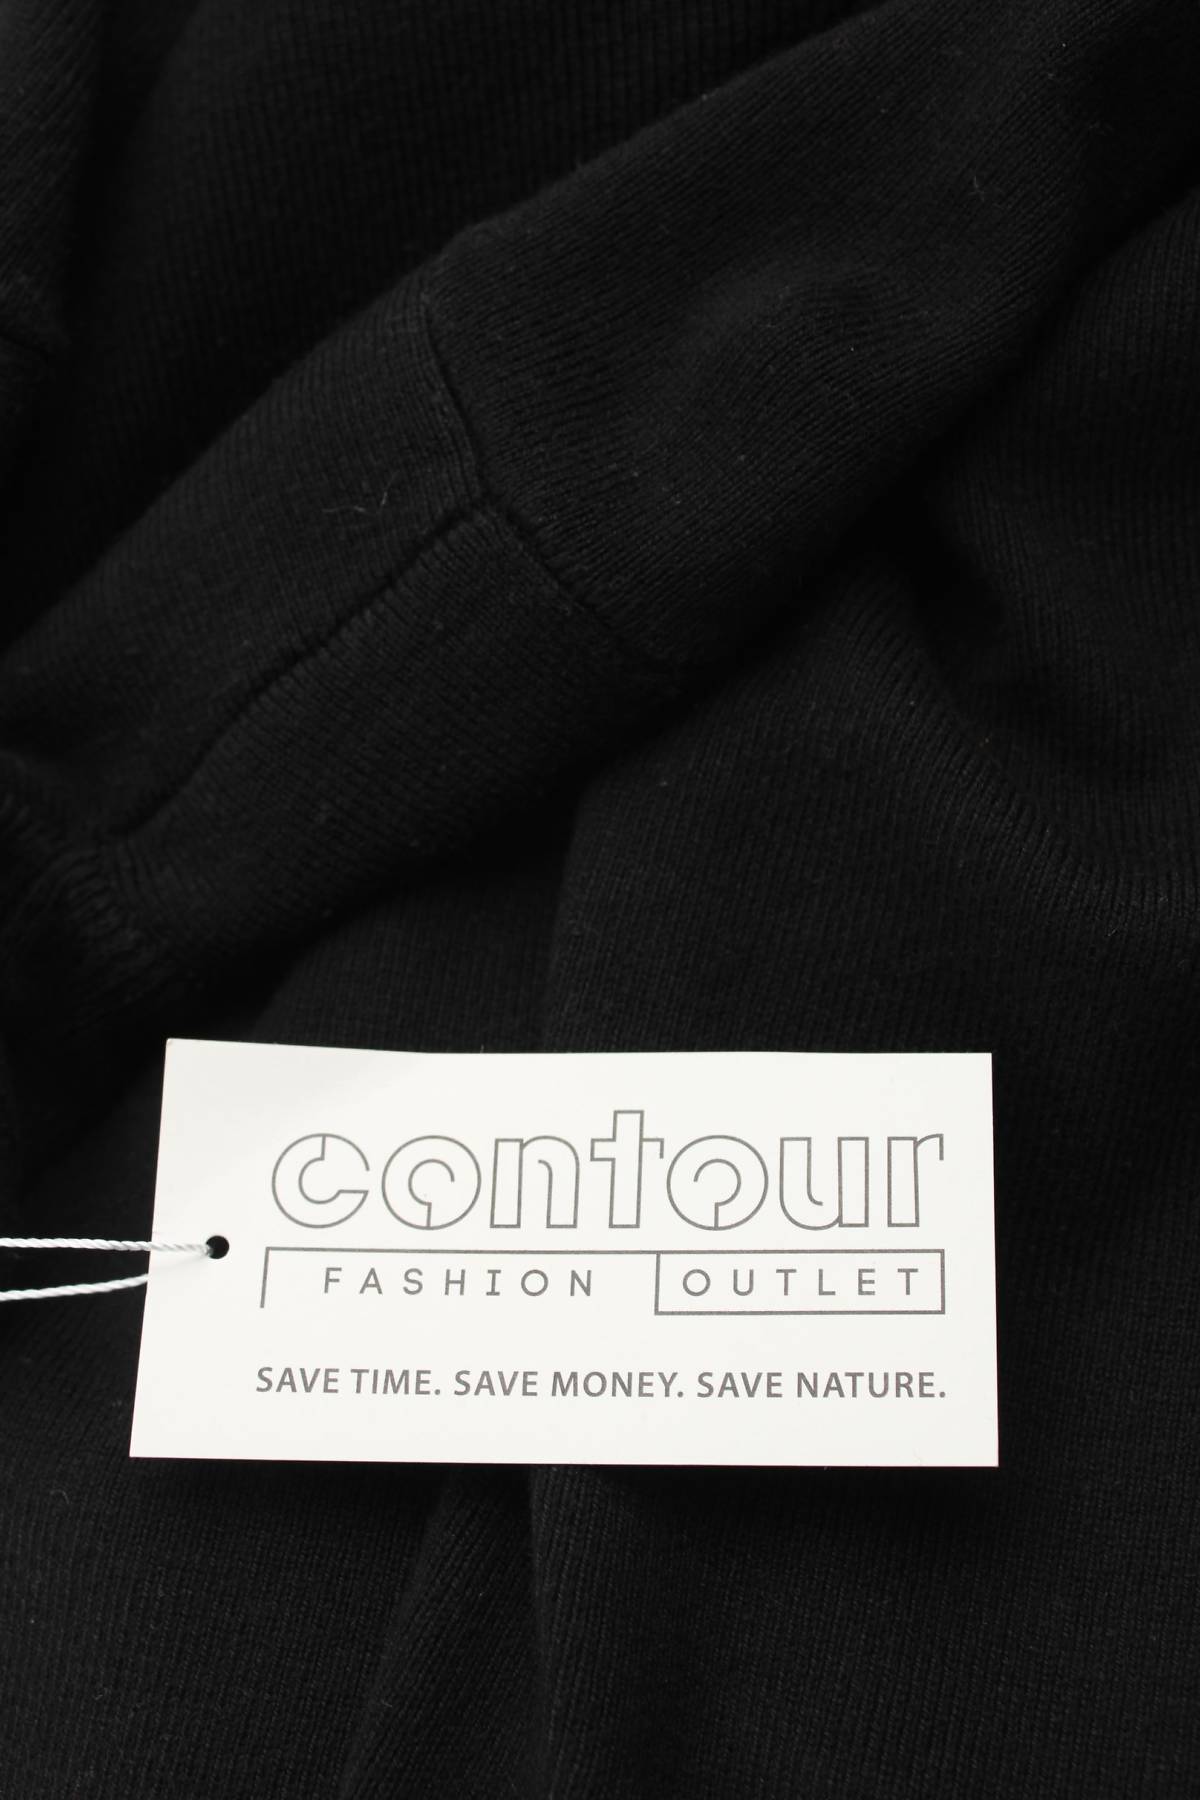 contour
FASHION OUTLET
SAVE TIME. SAVE MONEY. SAVE NATURE.